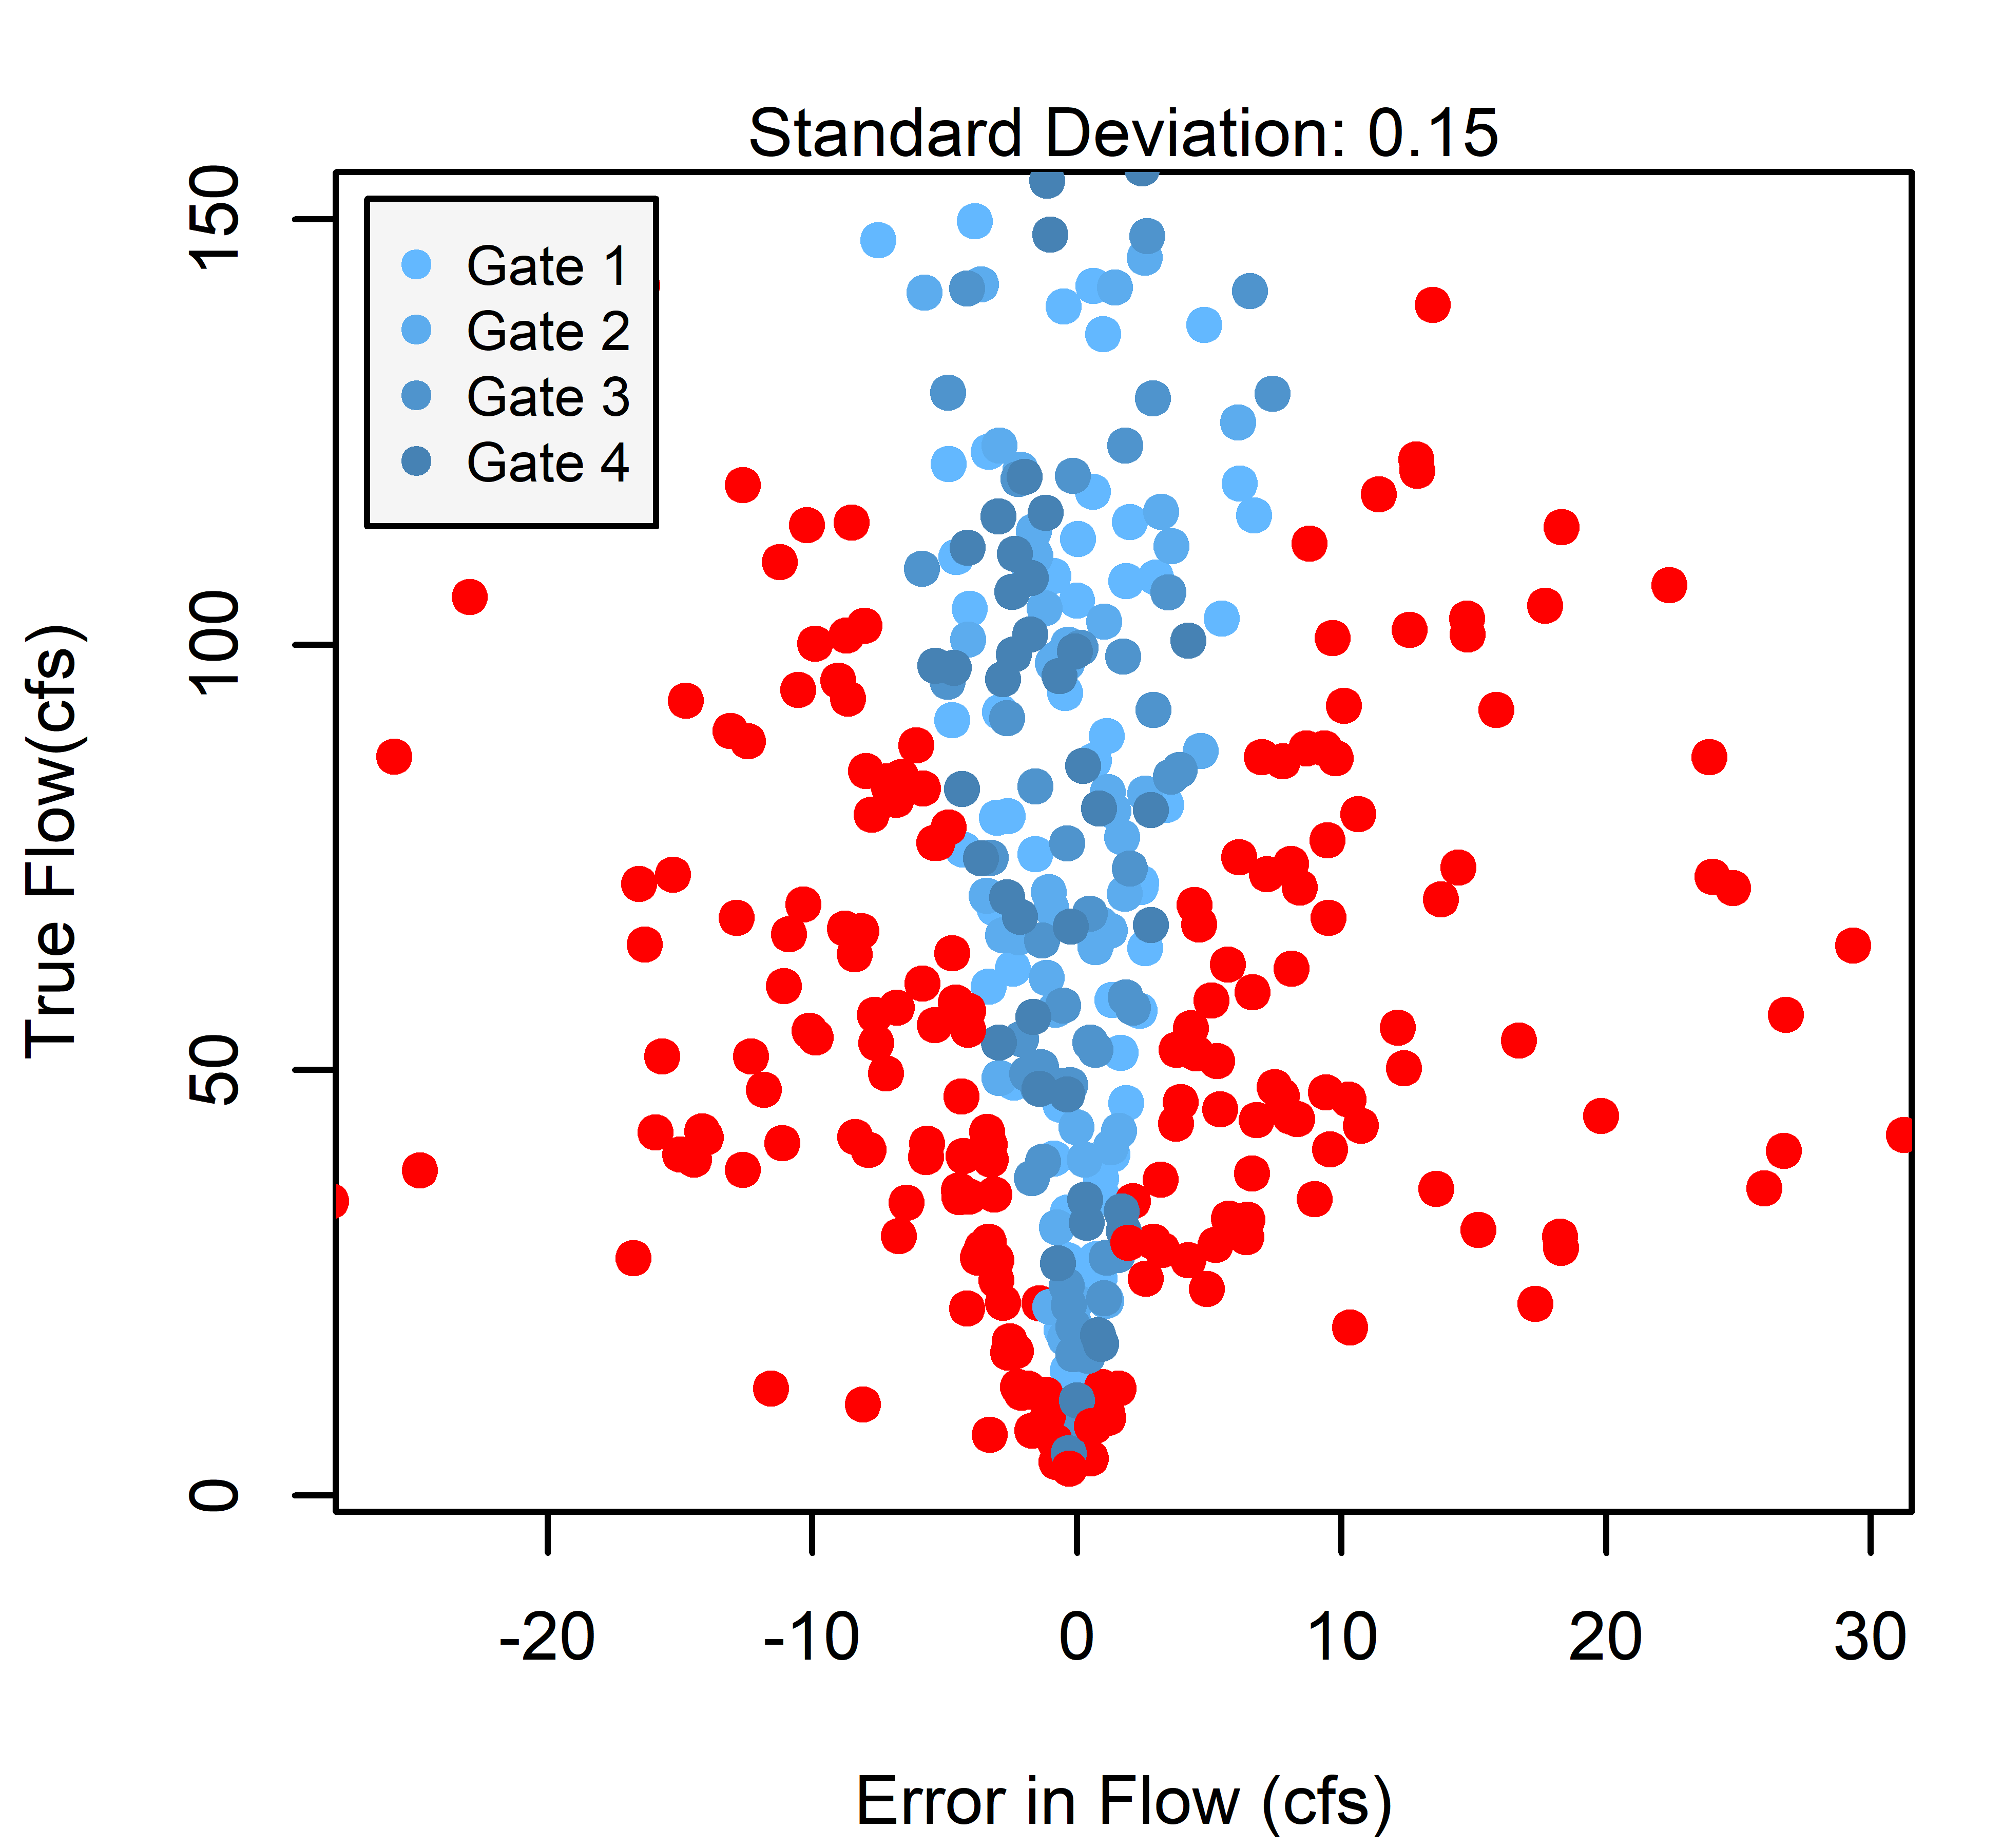 Standard Deviation: 0.15
Gate 1
Gate 2
Gate 3
Gate 4
True Flow(cfs)
150
100
50
0
-20 -10 0 10 20 30
Error in Flow (cfs)